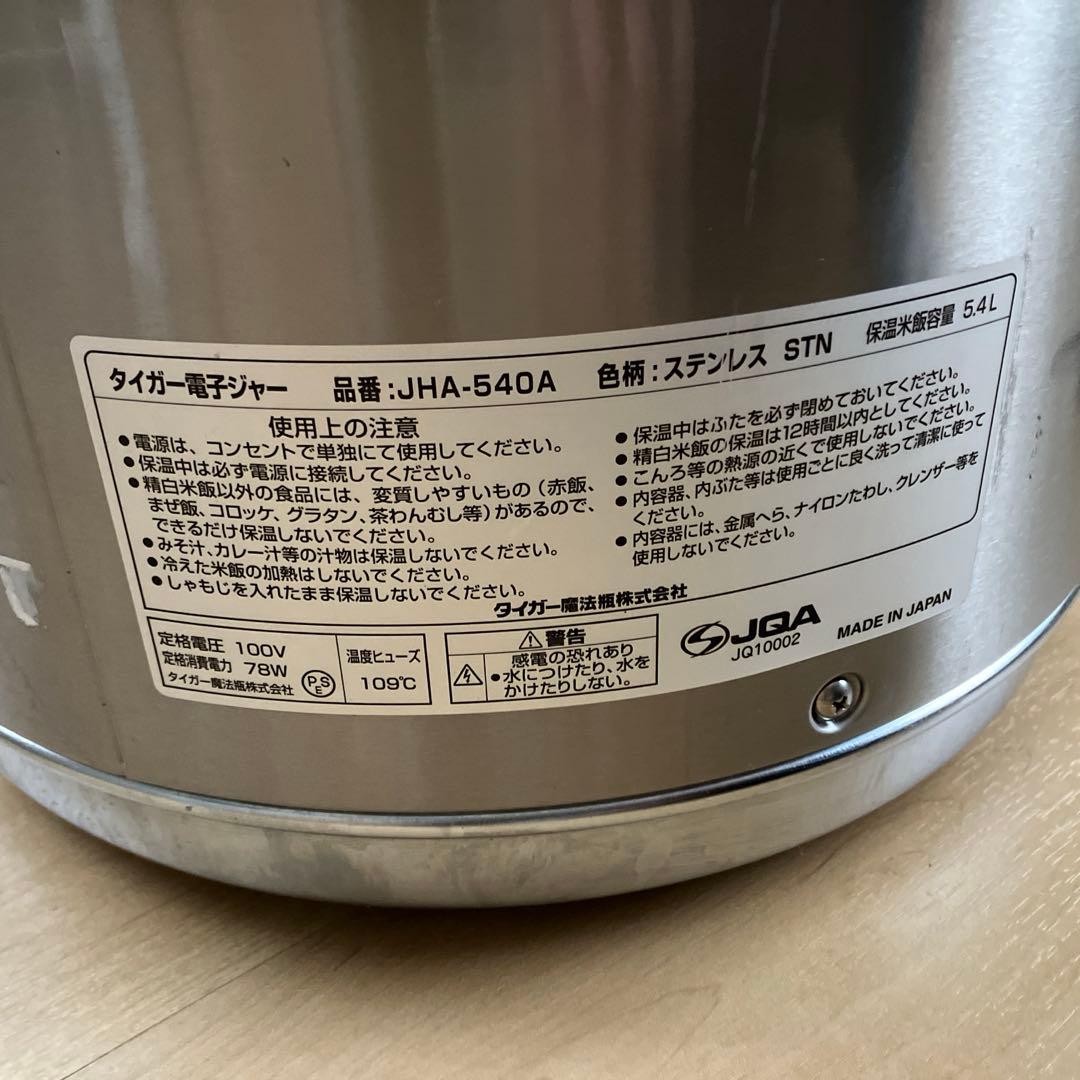 タイガー電子ジャー 品番:JHA-540A 色柄:ステンレス STN 保温米飯容量 5.4L
使用上の注意
●電源は、コンセントで単独にて使用してください。
●保温中は必ず電源に接続してください。
●精白米飯以外の食品には、変質しやすいもの(赤飯、
まぜ飯、コロッケ、グラタン、茶わんむし等)があるので、
できるだけ保温しないでください。
●みそ汁、カレー汁等の汁物は保温しないでください。
●冷えた米飯の加熱はしないでください。
●しゃもじを入れたまま保温しないでください。
●保温中はふたを必ず閉めておいてください。
●精白米飯の保温は12時間以内としてください。
●こんろ等の熱源の近くで使用しないでください。
●内容器、内ぶた等は使用ごとに良く洗って清潔に使って
ください。
●内容器には、金属へら、ナイロンたわし、クレンザー等を
使用しないでください。
タイガー魔法瓶株式会社
定格電圧 100V
定格消費電力 78W
タイガー魔法瓶株式会社
PSE
温度ヒューズ
109℃
警告
感電の恐れあり
●水につけたり、水を
かけたりしない。
JQA
JQ10002
MADE IN JAPAN